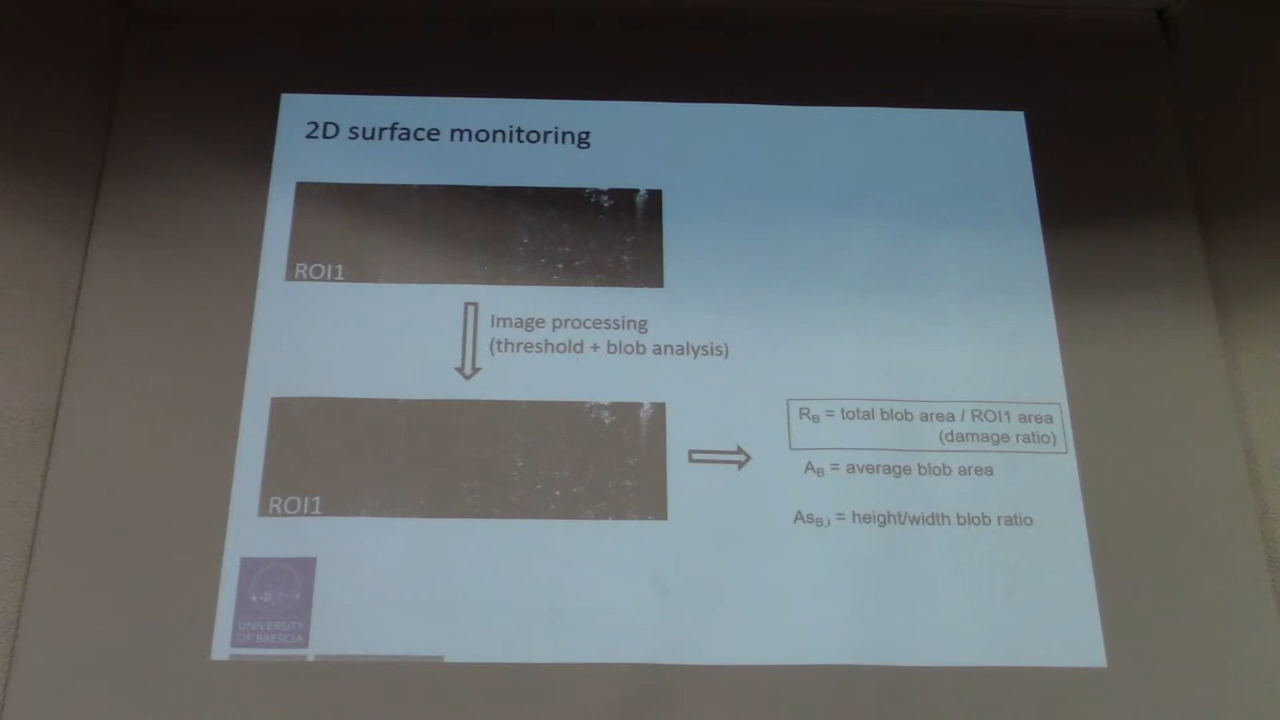 2D surface monitoring
ROI1
Image processing
(threshold + blob analysis)
ROI1
R_B = total blob area / ROI1 area
(damage ratio)
A_B = average blob area
As_B,I = height/width blob ratio
UNIVERSITY
OF BRESCIA